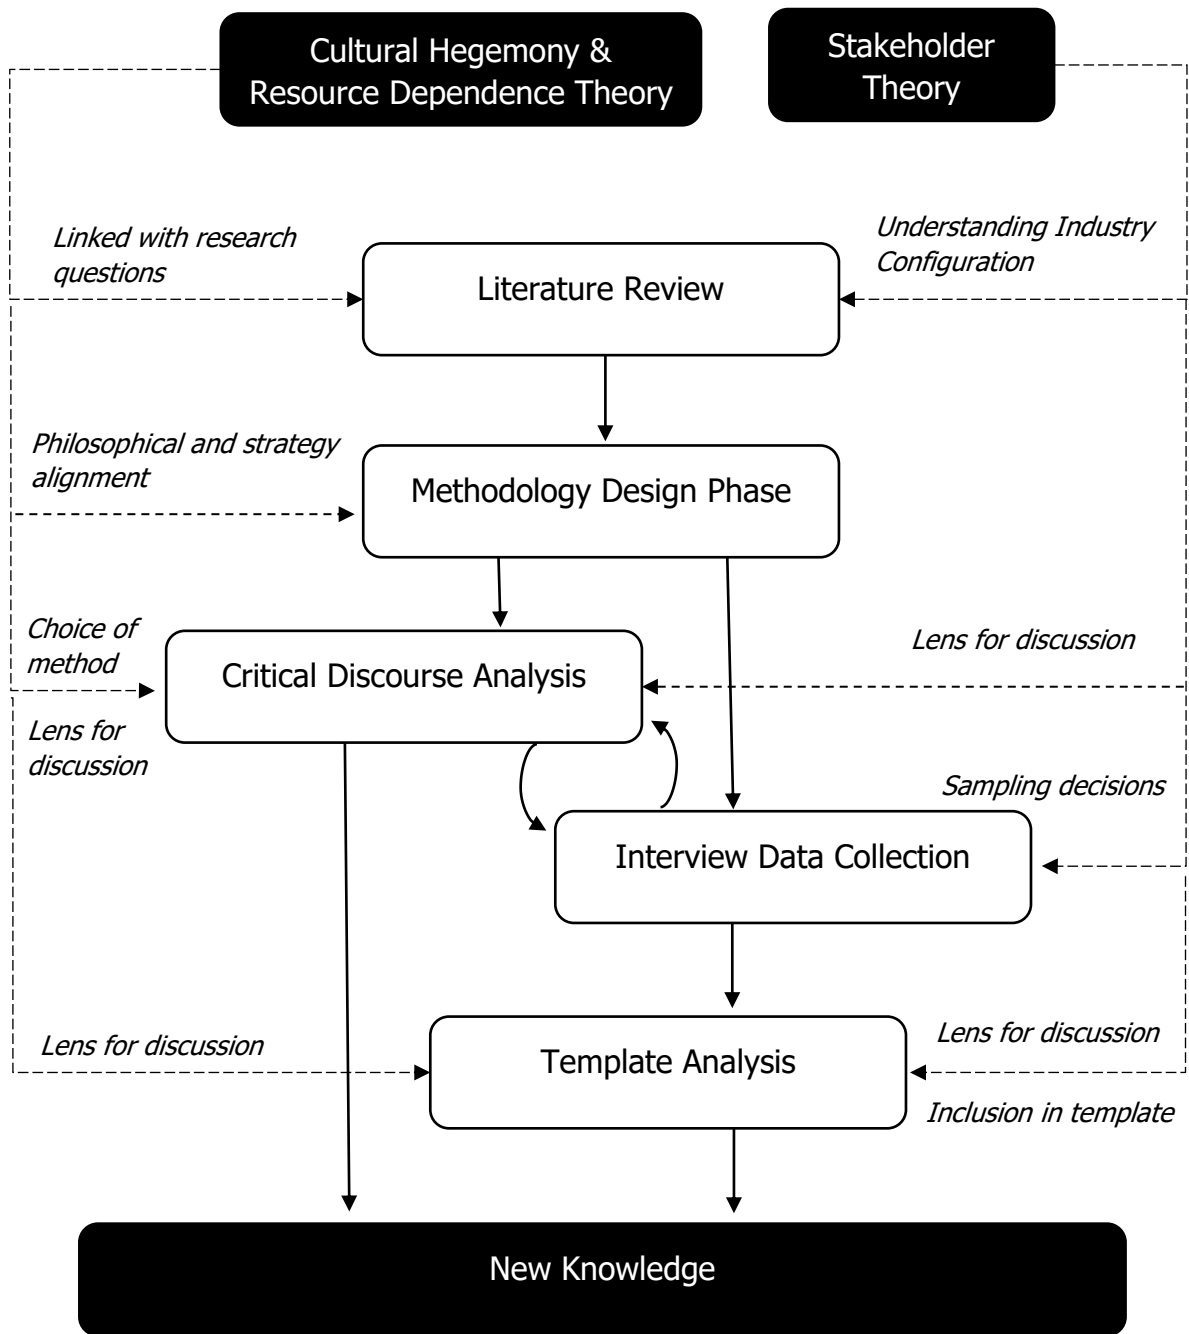 Cultural Hegemony &
Resource Dependence Theory
Stakeholder
Theory
Linked with research
questions
Understanding Industry
Configuration
Literature Review
Philosophical and strategy
alignment
Methodology Design Phase
Choice of
method
Lens for discussion
Critical Discourse Analysis
Lens for
discussion
Sampling decisions
Interview Data Collection
Lens for discussion
Lens for discussion
Template Analysis
Inclusion in template
New Knowledge